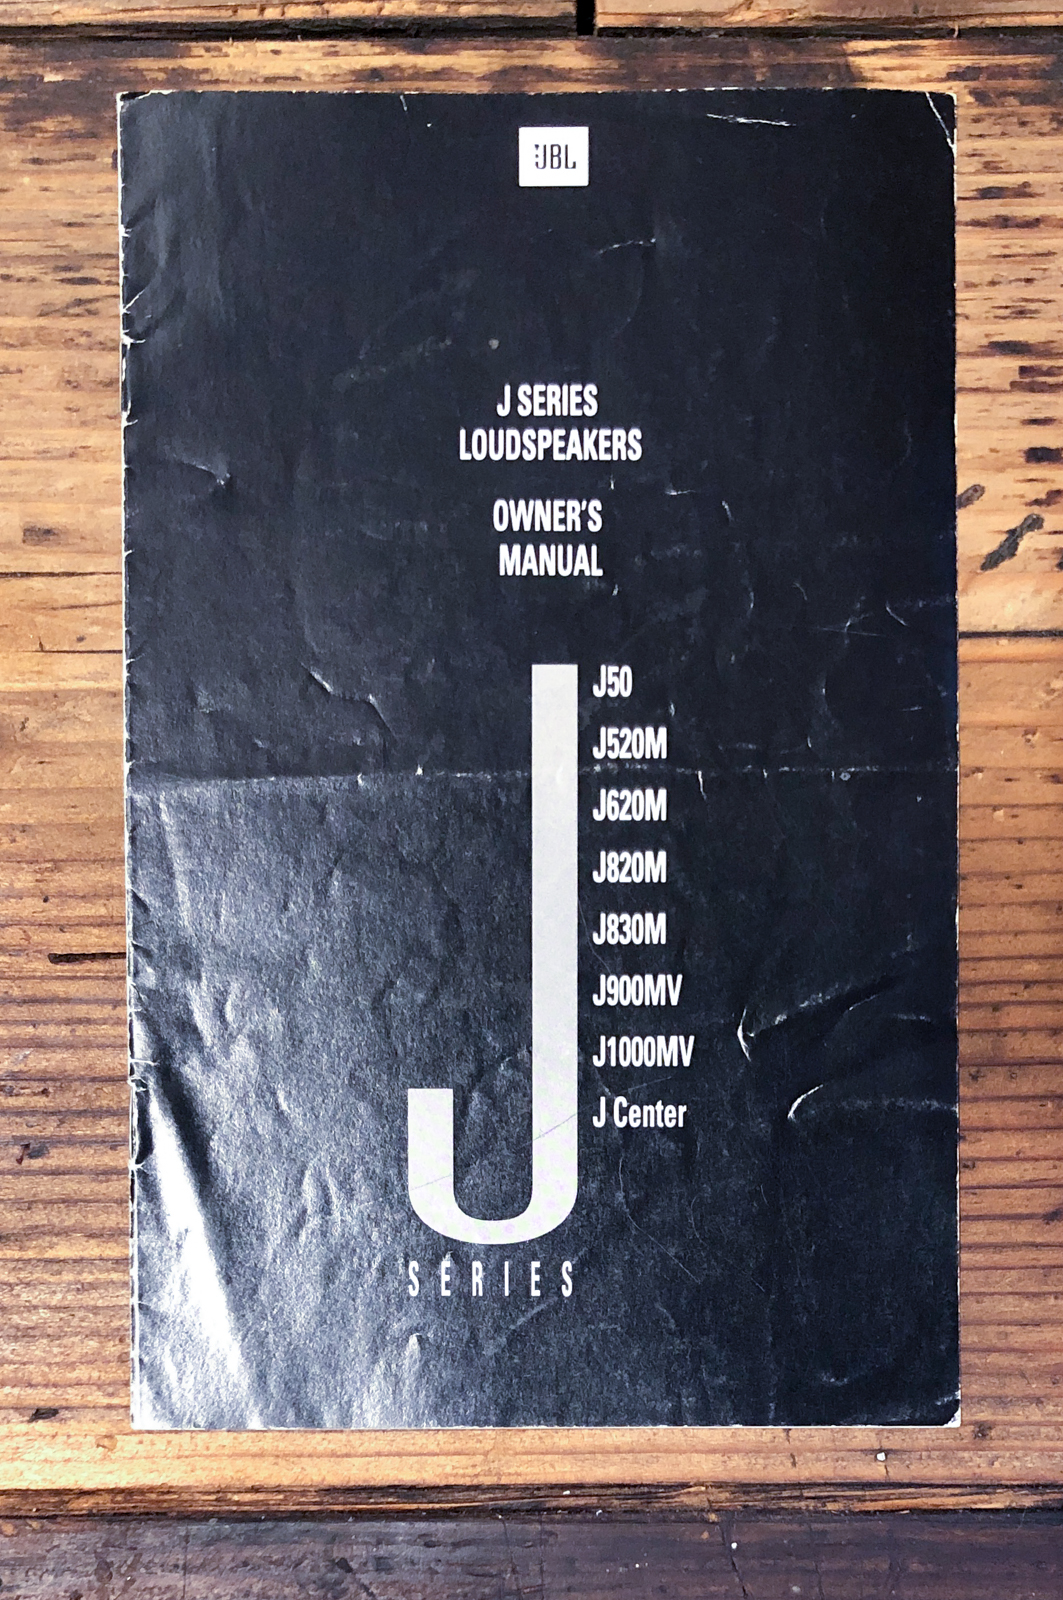 JBL
J SERIES
LOUDSPEAKERS
OWNER'S
MANUAL
J50
J520M
J620M
J820M
J830M
J900MV
J1000MV
J Center
J
SERIES